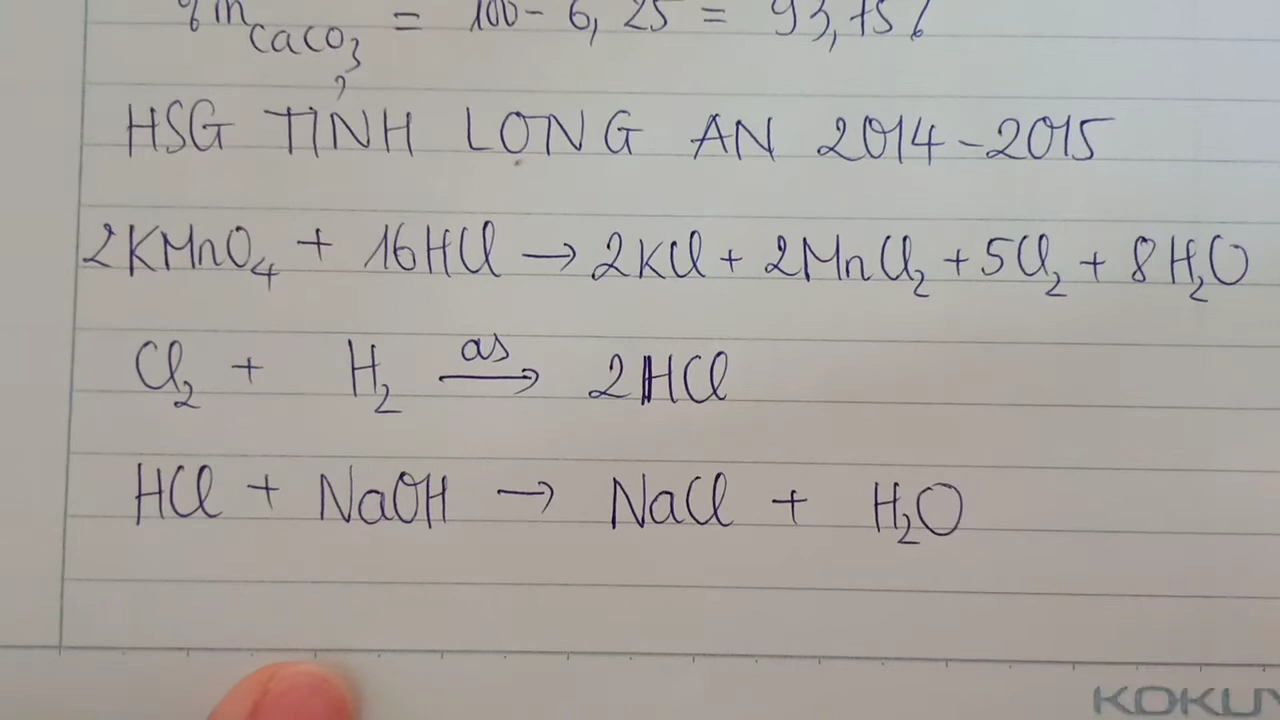 % m CaCO₃ = 100 - 6,25 = 93,75%
HSG TỈNH LONG AN 2014-2015
2KMnO₄ + 16HCl → 2KCl + 2MnCl₂ + 5Cl₂ + 8H₂O
Cl₂ + H₂ as → 2HCl
HCl + NaOH → NaCl + H₂O